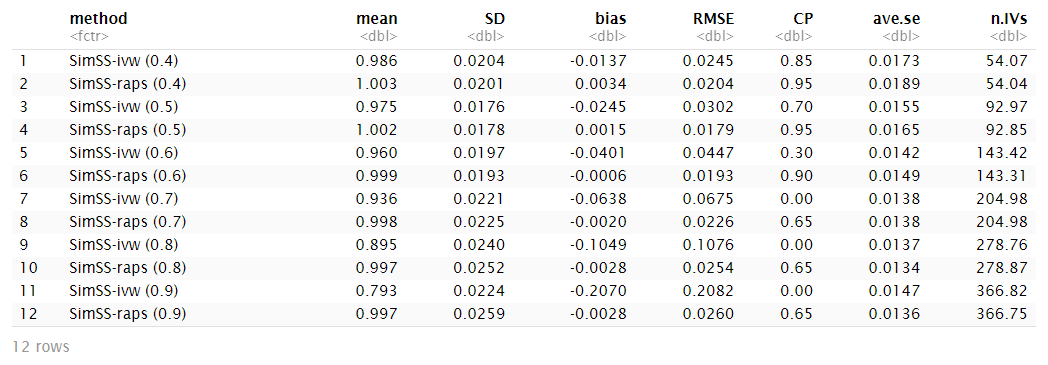 method mean SD bias RMSE CP ave.se n.IVs
<fctr> <dbl> <dbl> <dbl> <dbl> <dbl> <dbl> <dbl>
1 SimSS-ivw (0.4) 0.986 0.0204 -0.0137 0.0245 0.85 0.0173 54.07
2 SimSS-raps (0.4) 1.003 0.0201 0.0034 0.0204 0.95 0.0189 54.04
3 SimSS-ivw (0.5) 0.975 0.0176 -0.0245 0.0302 0.70 0.0155 92.97
4 SimSS-raps (0.5) 1.002 0.0178 0.0015 0.0179 0.95 0.0165 92.85
5 SimSS-ivw (0.6) 0.960 0.0197 -0.0401 0.0447 0.30 0.0142 143.42
6 SimSS-raps (0.6) 0.999 0.0193 -0.0006 0.0193 0.90 0.0149 143.31
7 SimSS-ivw (0.7) 0.936 0.0221 -0.0638 0.0675 0.00 0.0138 204.98
8 SimSS-raps (0.7) 0.998 0.0225 -0.0020 0.0226 0.65 0.0138 204.98
9 SimSS-ivw (0.8) 0.895 0.0240 -0.1049 0.1076 0.00 0.0137 278.76
10 SimSS-raps (0.8) 0.997 0.0252 -0.0028 0.0254 0.65 0.0134 278.87
11 SimSS-ivw (0.9) 0.793 0.0224 -0.2070 0.2082 0.00 0.0147 366.82
12 SimSS-raps (0.9) 0.997 0.0259 -0.0028 0.0260 0.65 0.0136 366.75
12 rows